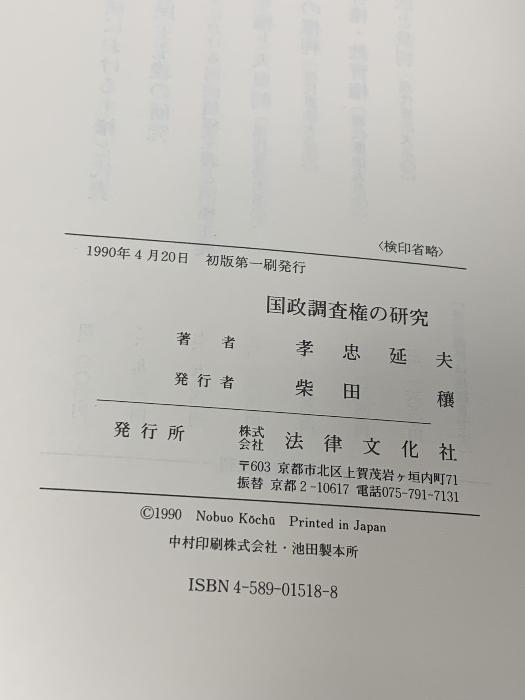 〈検印省略〉
1990年4月20日 初版第一刷発行
国政調査権の研究
著者 孝忠延夫
発行者 柴田穰
発行所 株式会社 法律文化社
〒603 京都市北区上賀茂岩ヶ垣内町71
振替 京都2-10617 電話075-791-7131
©1990 Nobuo Kōchū Printed in Japan
中村印刷株式会社・池田製本所
ISBN 4-589-01518-8